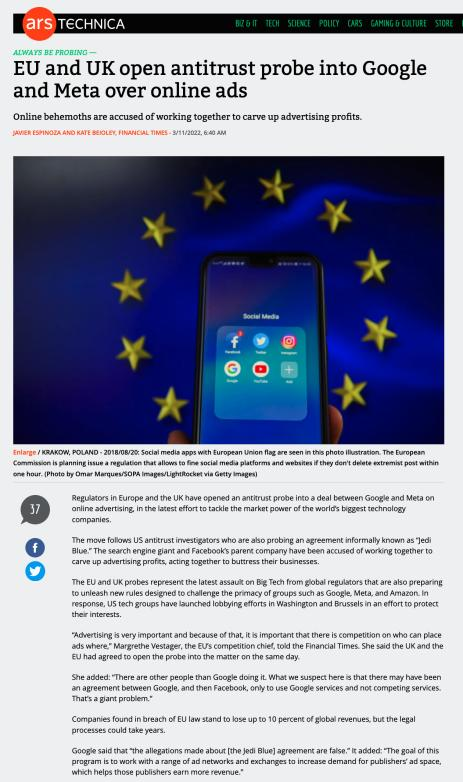 ars TECHNICA
BIZ & IT TECH SCIENCE POLICY CARS GAMING & CULTURE STORE
ALWAYS BE PROBING —
EU and UK open antitrust probe into Google
and Meta over online ads
Online behemoths are accused of working together to carve up advertising profits.
JAVIER ESPINOZA AND KATE BEIOLEY, FINANCIAL TIMES - 3/11/2022, 6:40 AM
Social Media
Facebook Twitter Instagram
Google YouTube Add
Enlarge / KRAKOW, POLAND - 2018/08/20: Social media apps with European Union flag are seen in this photo illustration. The European
Commission is planning issue a regulation that allows to fine social media platforms and websites if they don't delete extremist post within
one hour. (Photo by Omar Marques/SOPA Images/LightRocket via Getty Images)
37
Regulators in Europe and the UK have opened an antitrust probe into a deal between Google and Meta on
online advertising, in the latest effort to tackle the market power of the world's biggest technology
companies.
The move follows US antitrust investigators who are also probing an agreement informally known as "Jedi
Blue." The search engine giant and Facebook's parent company have been accused of working together to
carve up advertising profits, acting together to buttress their businesses.
The EU and UK probes represent the latest assault on Big Tech from global regulators that are also preparing
to unleash new rules designed to challenge the primacy of groups such as Google, Meta, and Amazon. In
response, US tech groups have launched lobbying efforts in Washington and Brussels in an effort to protect
their interests.
"Advertising is very important and because of that, it is important that there is competition on who can place
ads where," Margrethe Vestager, the EU's competition chief, told the Financial Times. She said the UK and the
EU had agreed to open the probe into the matter on the same day.
She added: "There are other people than Google doing it. What we suspect here is that there may have been
an agreement between Google, and then Facebook, only to use Google services and not competing services.
That's a giant problem."
Companies found in breach of EU law stand to lose up to 10 percent of global revenues, but the legal
processes could take years.
Google said that "the allegations made about [the Jedi Blue] agreement are false." It added: "The goal of this
program is to work with a range of ad networks and exchanges to increase demand for publishers' ad space,
which helps those publishers earn more revenue."